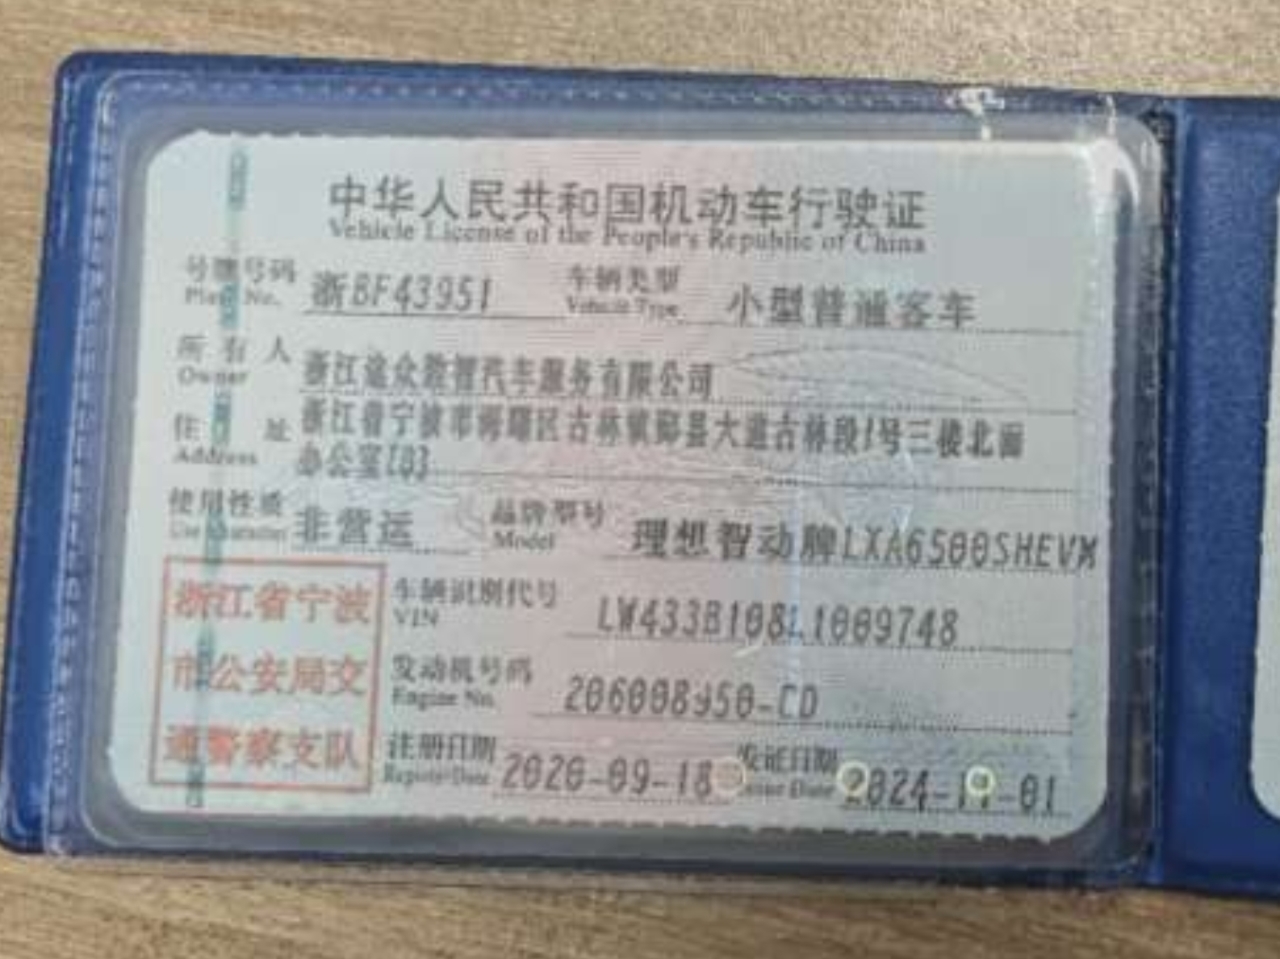 中华人民共和国机动车行驶证
Vehicle License of the People's Republic of China
号牌号码 浙BF43951 车辆类型 小型普通客车
Plate No. Vehicle Type
所有人 浙江 众 智汽车服务有限公司
Owner
住 址 浙江省宁波市海曙区古林镇鄞县大道古林段1号三楼北面
Address 办公室
使用性质 非营运 品牌型号 理想智动牌LXA6500SHEVM
Use Character Model
浙江省宁波
市公安局交
通警察支队
车辆识别代号 LW433B108L1009748
VIN
发动机号码 206008950-CD
Engine No.
注册日期 2020-09-18 发证日期 2024-11-01
Register Date Issue Date